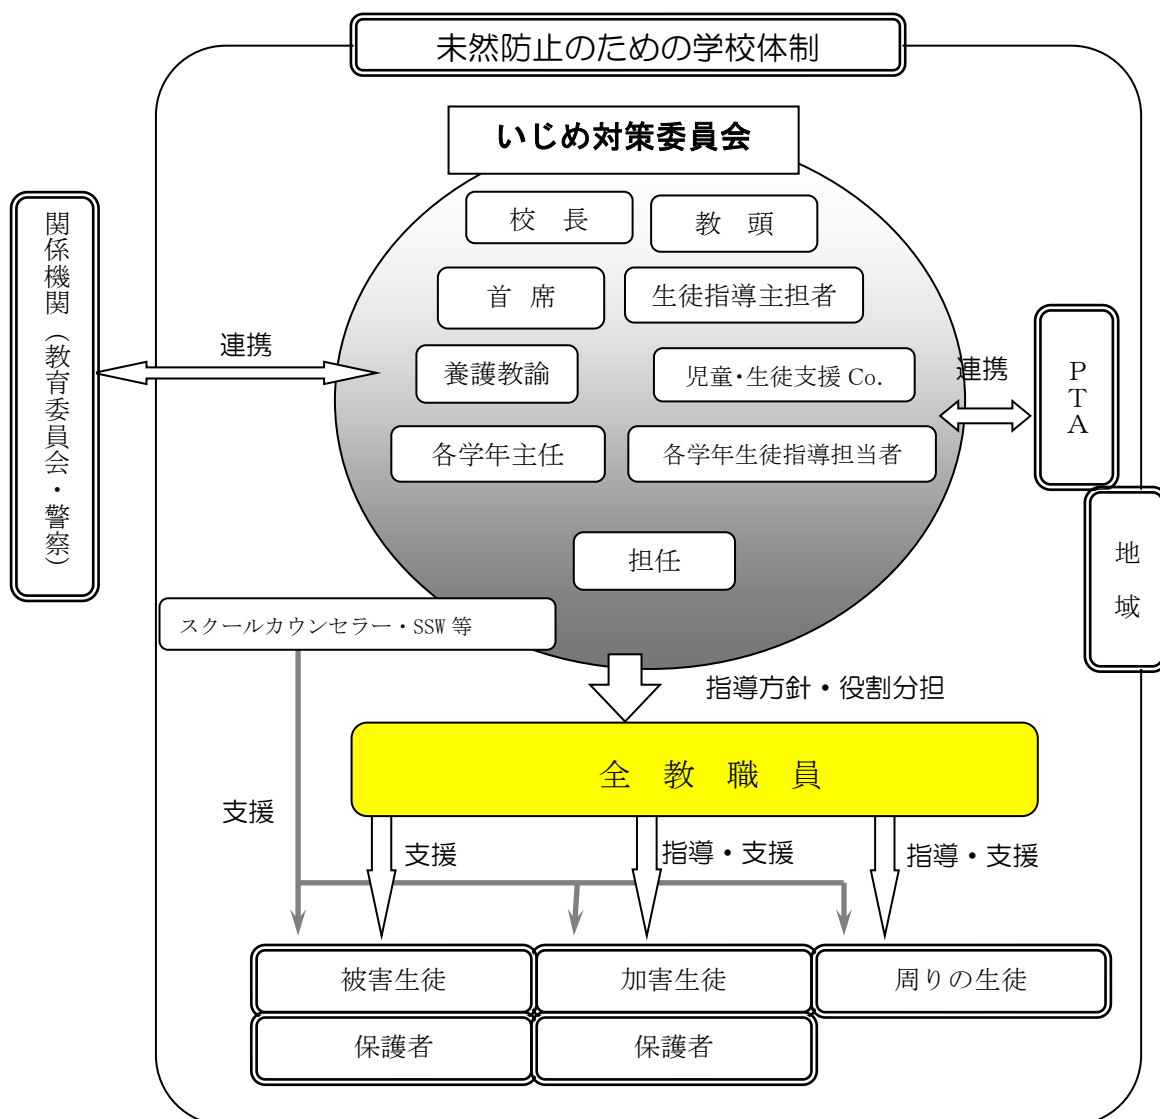 未然防止のための学校体制
いじめ対策委員会
校　長
教　頭
首　席
生徒指導主担者
養護教諭
児童・生徒支援 Co.
各学年主任
各学年生徒指導担当者
担任
スクールカウンセラー・SSW 等
関係機関（教育委員会・警察）
連携
連携
ＰＴＡ
地　域
指導方針・役割分担
全　教　職　員
支援
支援
指導・支援
指導・支援
被害生徒
加害生徒
周りの生徒
保護者
保護者